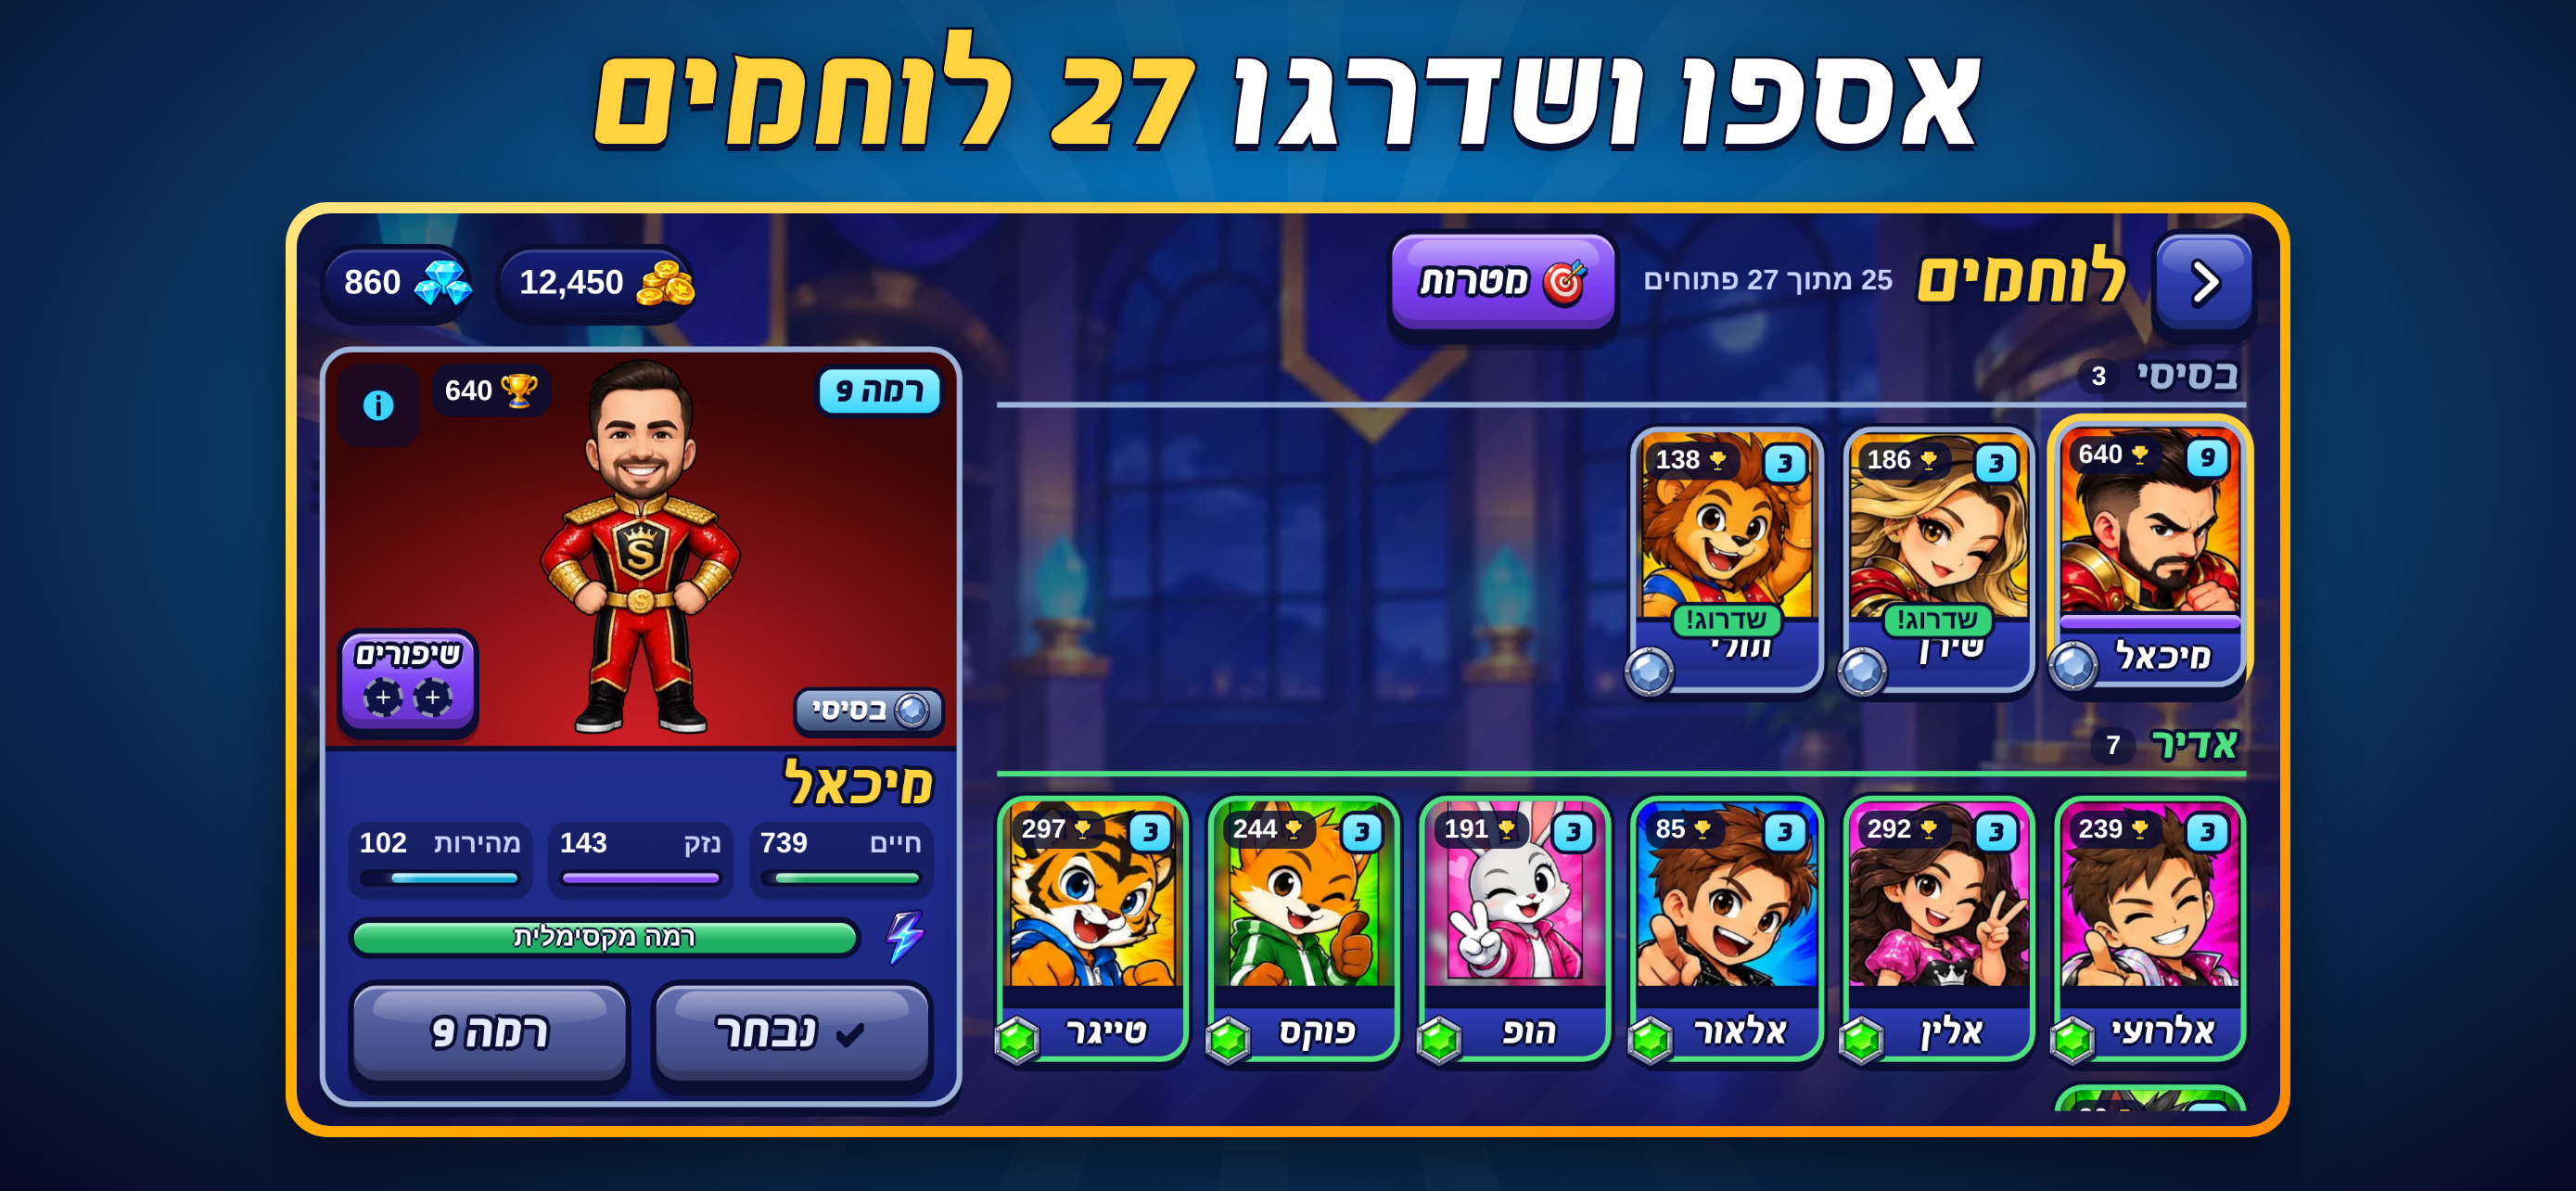 אספו ושדרגו 27 לוחמים
לוחמים
25 מתוך 27 פתוחים
מטרות
12,450
860
בסיסי 3
9 640
מיכאל
3 186
שדרוג!
שירן
3 138
שדרוג!
אדיר 7
3 239
אלרועי
3 292
אלין
3 85
אלאור
3 191
הופ
3 244
פוקס
3 297
טייגר
רמה 9
640
i
S
S
שיפורים
בסיסי
מיכאל
חיים 739
נזק 143
מהירות 102
רמה מקסימלית
נבחר
רמה 9